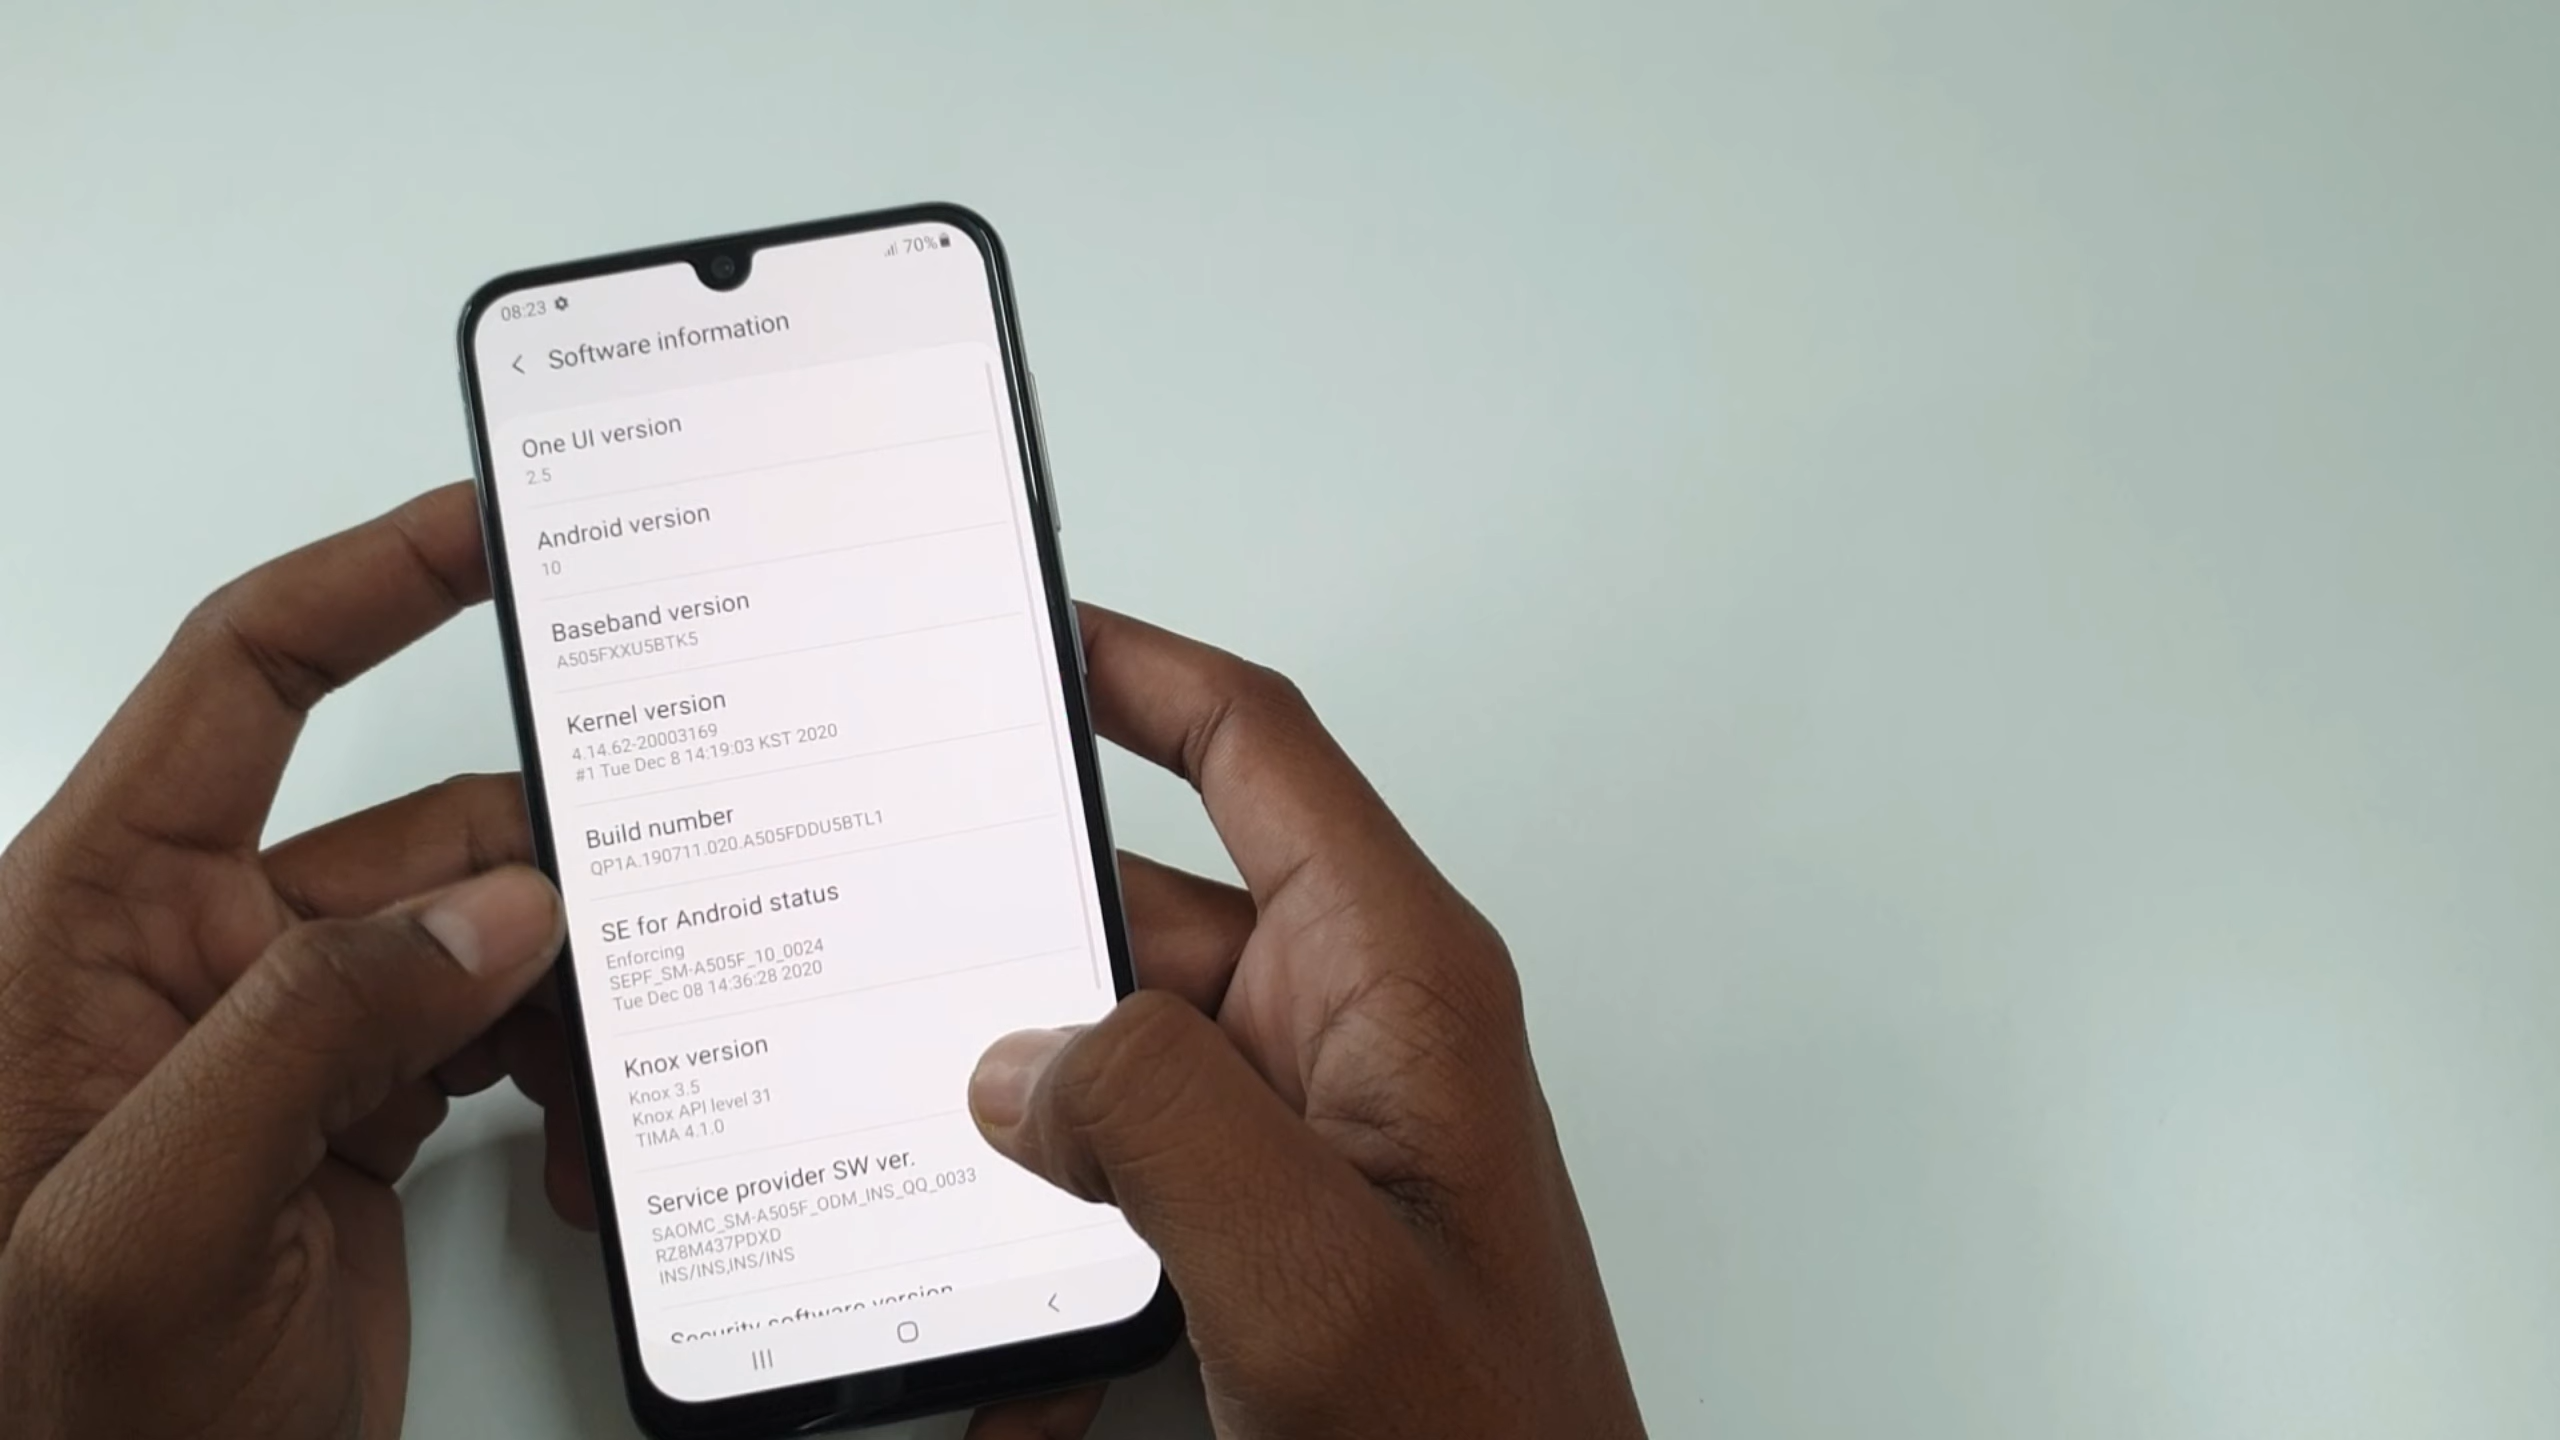 08:23
70%
Software information
One UI version
2.5
Android version
10
Baseband version
A505FXXU5BTK5
Kernel version
4.14.62-20003169
#1 Tue Dec 8 14:19:03 KST 2020
Build number
QP1A.190711.020.A505FDDU5BTL1
SE for Android status
Enforcing
SEPF_SM-A505F_10_0024
Tue Dec 08 14:36:28 2020
Knox version
Knox 3.5
Knox API level 31
TIMA 4.1.0
Service provider SW ver.
SAOMC_SM-A505F_ODM_INS_QQ_0033
RZ8M437PDXD
INS/INS,INS/INS
Security software version